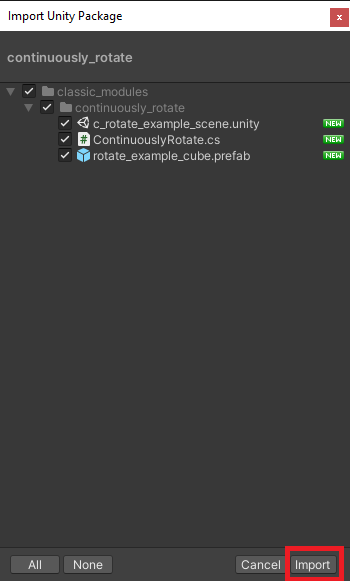 Import Unity Package
x
continuously_rotate
classic_modules
continuously_rotate
c_rotate_example_scene.unity NEW
# ContinuouslyRotate.cs NEW
rotate_example_cube.prefab NEW
All None Cancel Import